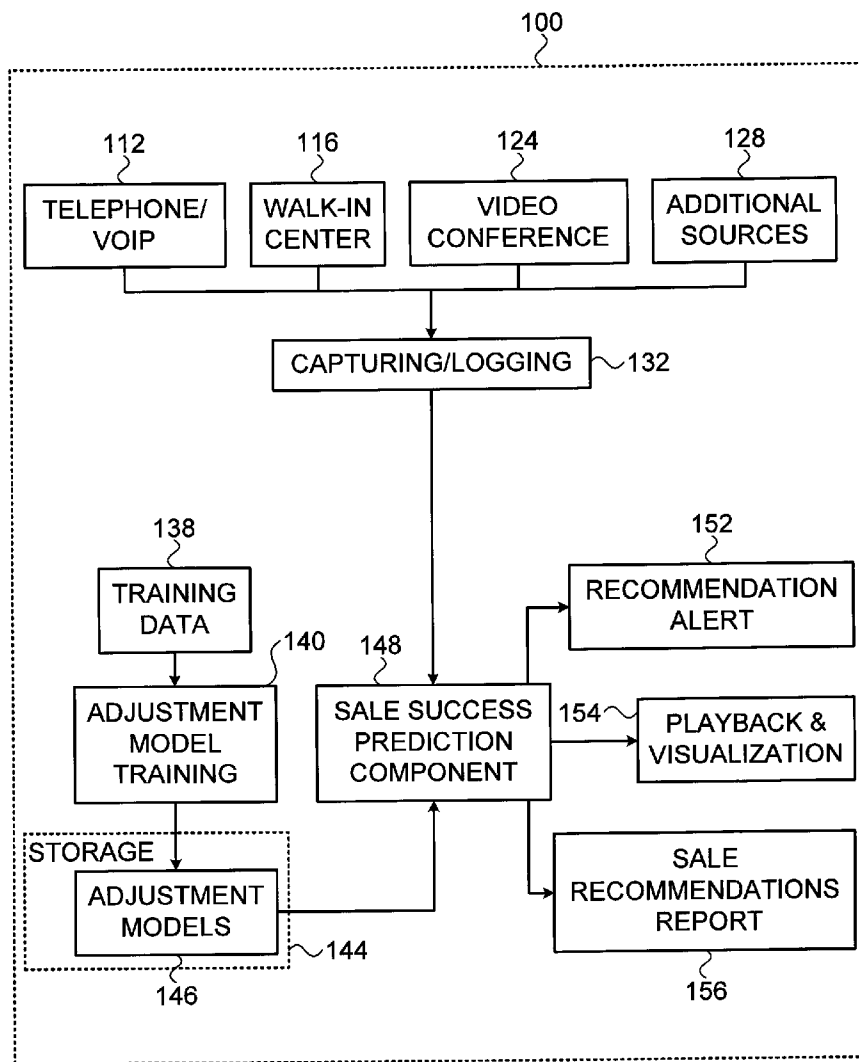 100
112
116
124
128
TELEPHONE/
VOIP
WALK-IN
CENTER
VIDEO
CONFERENCE
ADDITIONAL
SOURCES
CAPTURING/LOGGING
132
138
TRAINING
DATA
152
RECOMMENDATION
ALERT
140
ADJUSTMENT
MODEL
TRAINING
148
SALE SUCCESS
PREDICTION
COMPONENT
154
PLAYBACK &
VISUALIZATION
STORAGE
ADJUSTMENT
MODELS
144
146
SALE
RECOMMENDATIONS
REPORT
156